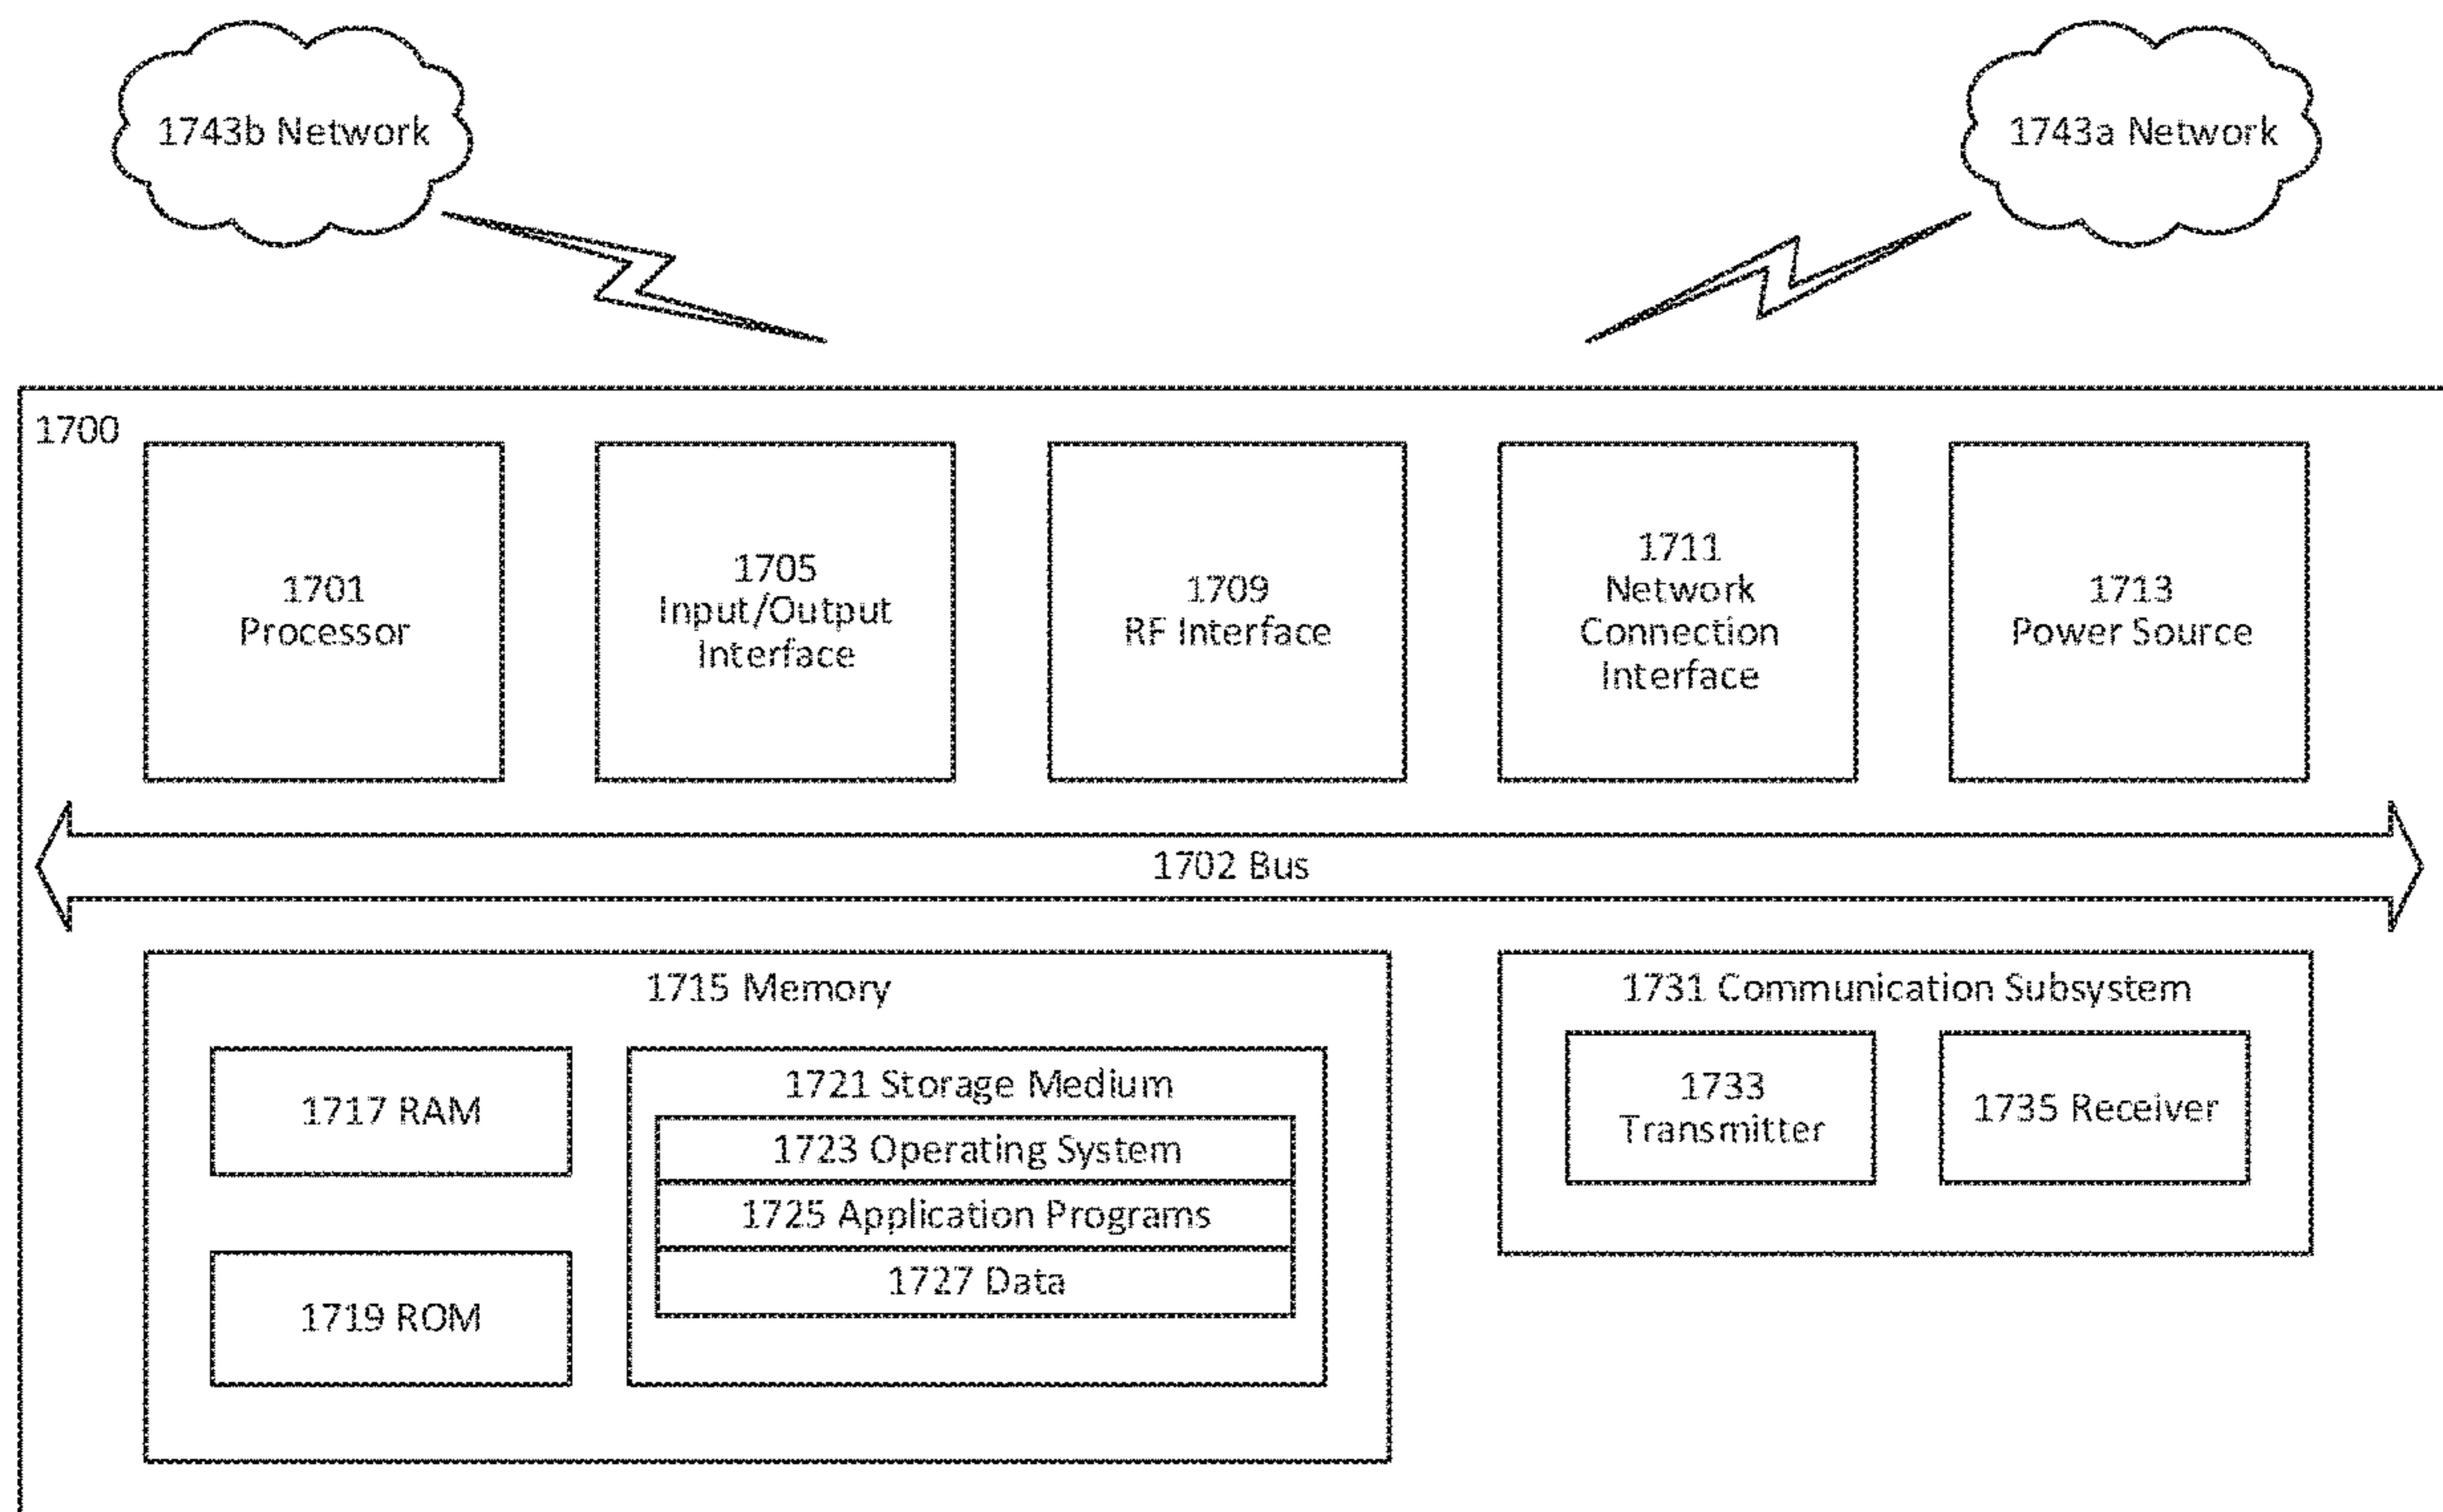 1743b Network
1743a Network
1700
1701
Processor
1705
Input/Output
Interface
1709
RF Interface
1711
Network
Connection
Interface
1713
Power Source
1702 Bus
1715 Memory
1717 RAM
1719 ROM
1721 Storage Medium
1723 Operating System
1725 Application Programs
1727 Data
1731 Communication Subsystem
1733
Transmitter
1735 Receiver